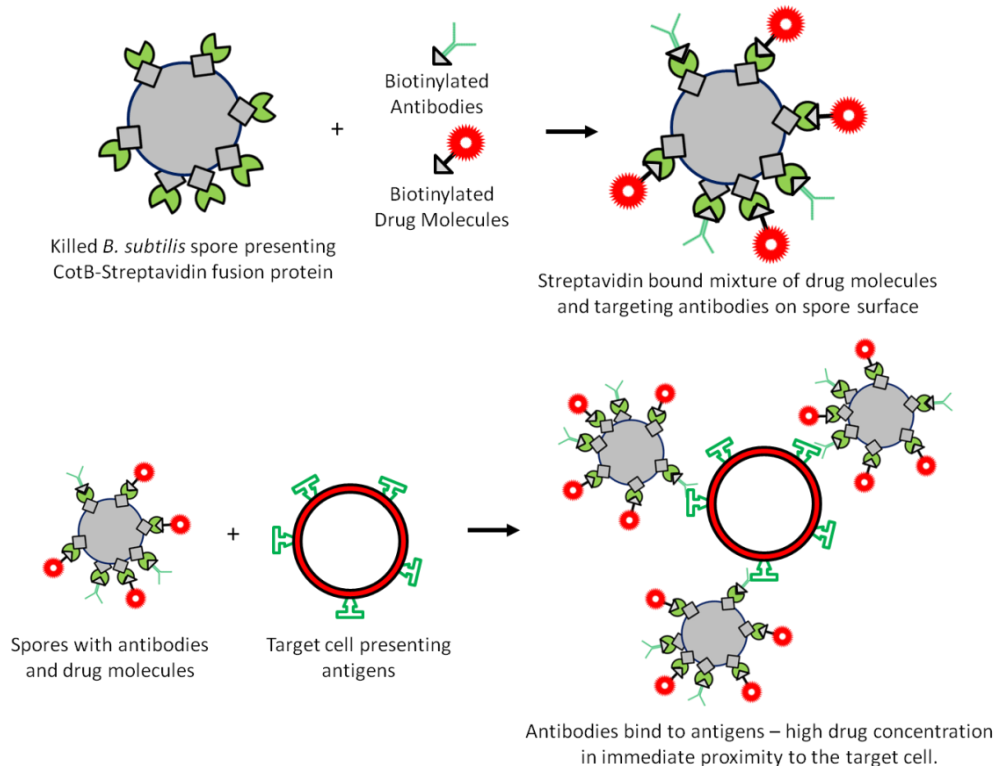 Biotinylated
Antibodies
+
Biotinylated
Drug Molecules
Killed B. subtilis spore presenting
CotB-Streptavidin fusion protein
Streptavidin bound mixture of drug molecules
and targeting antibodies on spore surface
+
Spores with antibodies
and drug molecules
Target cell presenting
antigens
Antibodies bind to antigens – high drug concentration
in immediate proximity to the target cell.